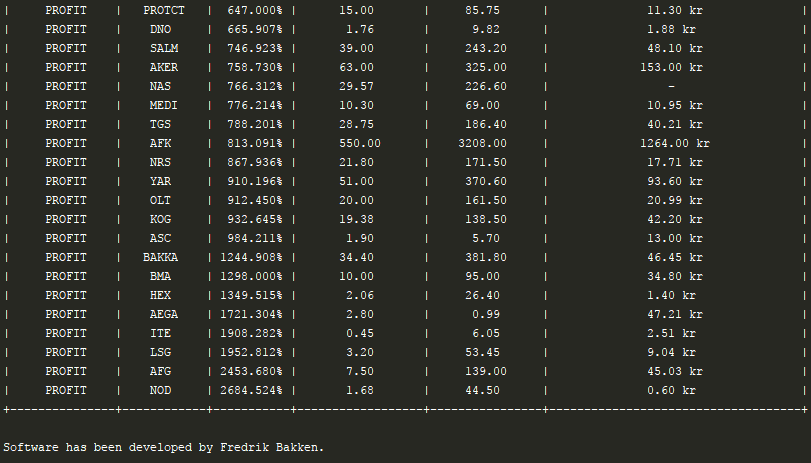 | PROFIT | PROTCT | 647.000% | 15.00 | 85.75 | 11.30 kr |
| PROFIT | DNO | 665.907% | 1.76 | 9.82 | 1.88 kr |
| PROFIT | SALM | 746.923% | 39.00 | 243.20 | 48.10 kr |
| PROFIT | AKER | 758.730% | 63.00 | 325.00 | 153.00 kr |
| PROFIT | NAS | 766.312% | 29.57 | 226.60 | - |
| PROFIT | MEDI | 776.214% | 10.30 | 69.00 | 10.95 kr |
| PROFIT | TGS | 788.201% | 28.75 | 186.40 | 40.21 kr |
| PROFIT | AFK | 813.091% | 550.00 | 3208.00 | 1264.00 kr |
| PROFIT | NRS | 867.936% | 21.80 | 171.50 | 17.71 kr |
| PROFIT | YAR | 910.196% | 51.00 | 370.60 | 93.60 kr |
| PROFIT | OLT | 912.450% | 20.00 | 161.50 | 20.99 kr |
| PROFIT | KOG | 932.645% | 19.38 | 138.50 | 42.20 kr |
| PROFIT | ASC | 984.211% | 1.90 | 5.70 | 13.00 kr |
| PROFIT | BAKKA | 1244.908% | 34.40 | 381.80 | 46.45 kr |
| PROFIT | BMA | 1298.000% | 10.00 | 95.00 | 34.80 kr |
| PROFIT | HEX | 1349.515% | 2.06 | 26.40 | 1.40 kr |
| PROFIT | AEGA | 1721.304% | 2.80 | 0.99 | 47.21 kr |
| PROFIT | ITE | 1908.282% | 0.45 | 6.05 | 2.51 kr |
| PROFIT | LSG | 1952.812% | 3.20 | 53.45 | 9.04 kr |
| PROFIT | AFG | 2453.680% | 7.50 | 139.00 | 45.03 kr |
| PROFIT | NOD | 2684.524% | 1.68 | 44.50 | 0.60 kr |
Software has been developed by Fredrik Bakken.